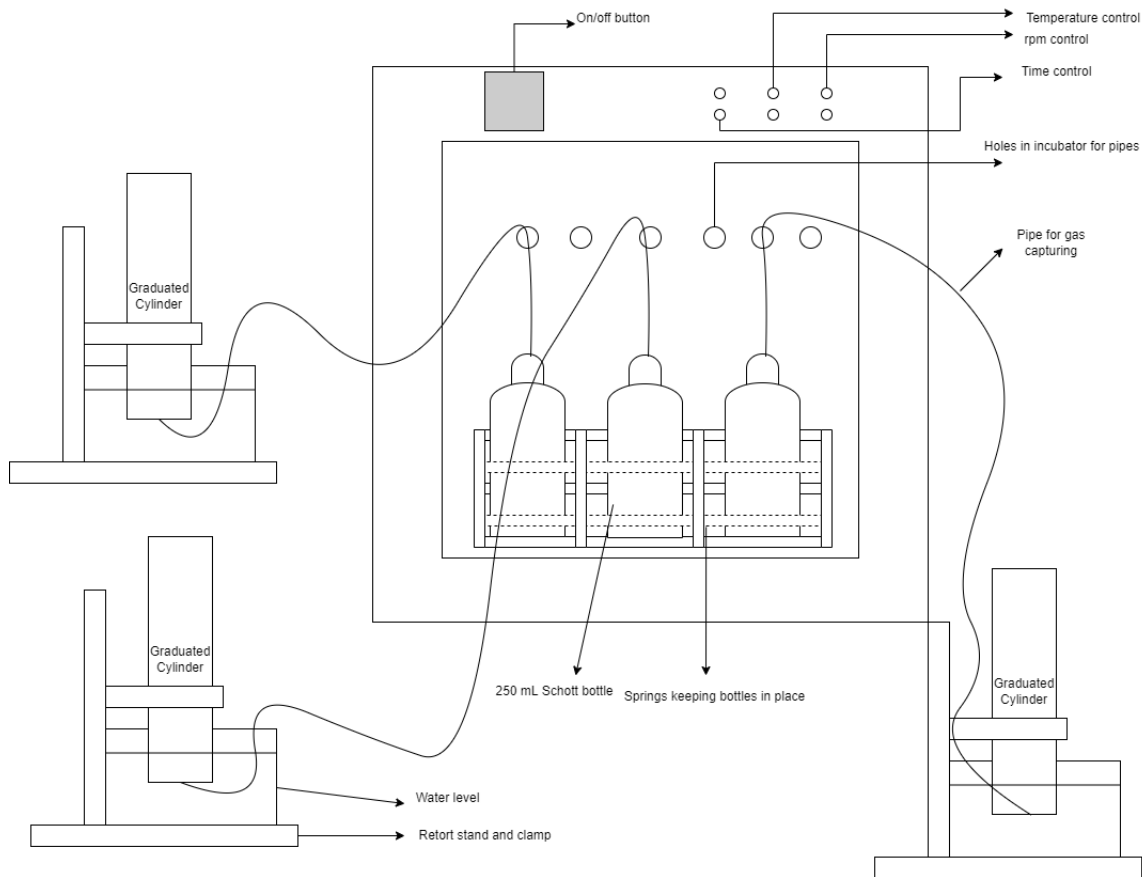 On/off button
Temperature control
rpm control
Time control
Holes in incubator for pipes
Pipe for gas
capturing
Graduated
Cylinder
Graduated
Cylinder
250 mL Schott bottle
Springs keeping bottles in place
Graduated
Cylinder
Water level
Retort stand and clamp